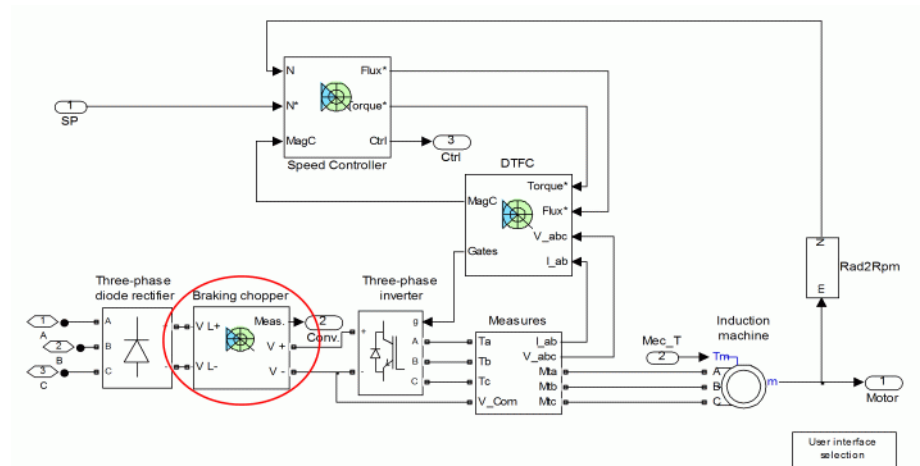 N
Flux*
1
SP
N*
Torque*
MagC
Ctrl
3
Ctrl
Speed Controller
DTFC
Torque*
MagC
Flux*
V_abc
Gates
I_ab
N
Rad2Rpm
E
Three-phase
diode rectifier
Braking chopper
Three-phase
inverter
Measures
Induction
machine
1
A
A
V L+
Meas.
2
Conv.
g
A
Ta
I_ab
Mec_T
2
Tm
2
B
B
V +
+
B
Tb
V_abc
Mta
A
m
1
Motor
3
C
C
V L-
V -
-
C
Tc
Mtb
B
V_Com
Mtc
C
User interface
selection